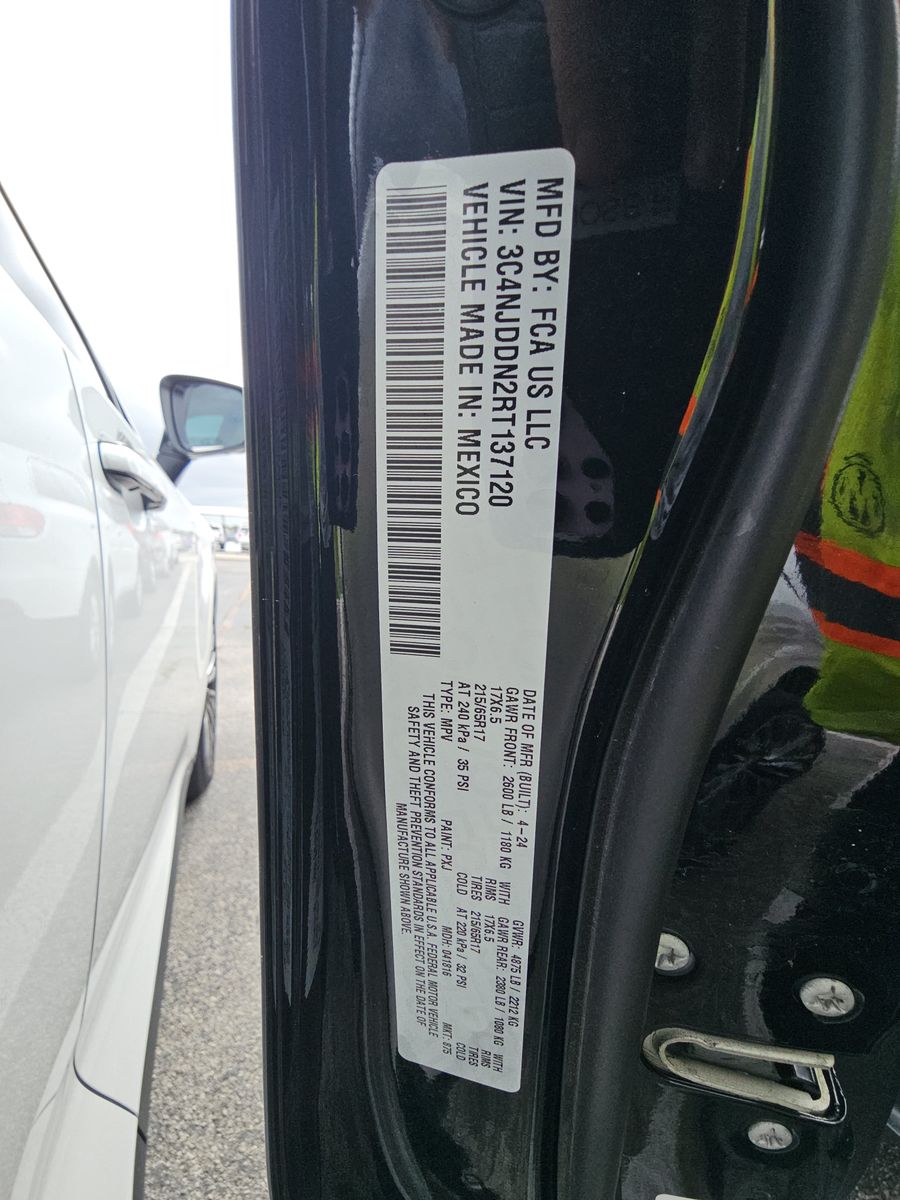 MFD BY: FCA US LLC
VIN: 3C4NJDDN2RT137120
VEHICLE MADE IN: MEXICO
DATE OF MFR (BUILT): 4-24 GVWR: 4875 LB / 2212 KG
GAWR FRONT: 2600 LB / 1180 KG WITH GAWR REAR: 2380 LB / 1080 KG WITH
17X6.5 RIMS 17X6.5 RIMS
215/65R17 TIRES 215/65R17 TIRES
AT 240 kPa / 35 PSI COLD AT 220 kPa / 32 PSI COLD
TYPE: MPV PAINT: PXJ MDH: 041816 MKT: 875
THIS VEHICLE CONFORMS TO ALL APPLICABLE U.S.A. FEDERAL MOTOR VEHICLE
SAFETY AND THEFT PREVENTION STANDARDS IN EFFECT ON THE DATE OF
MANUFACTURE SHOWN ABOVE.